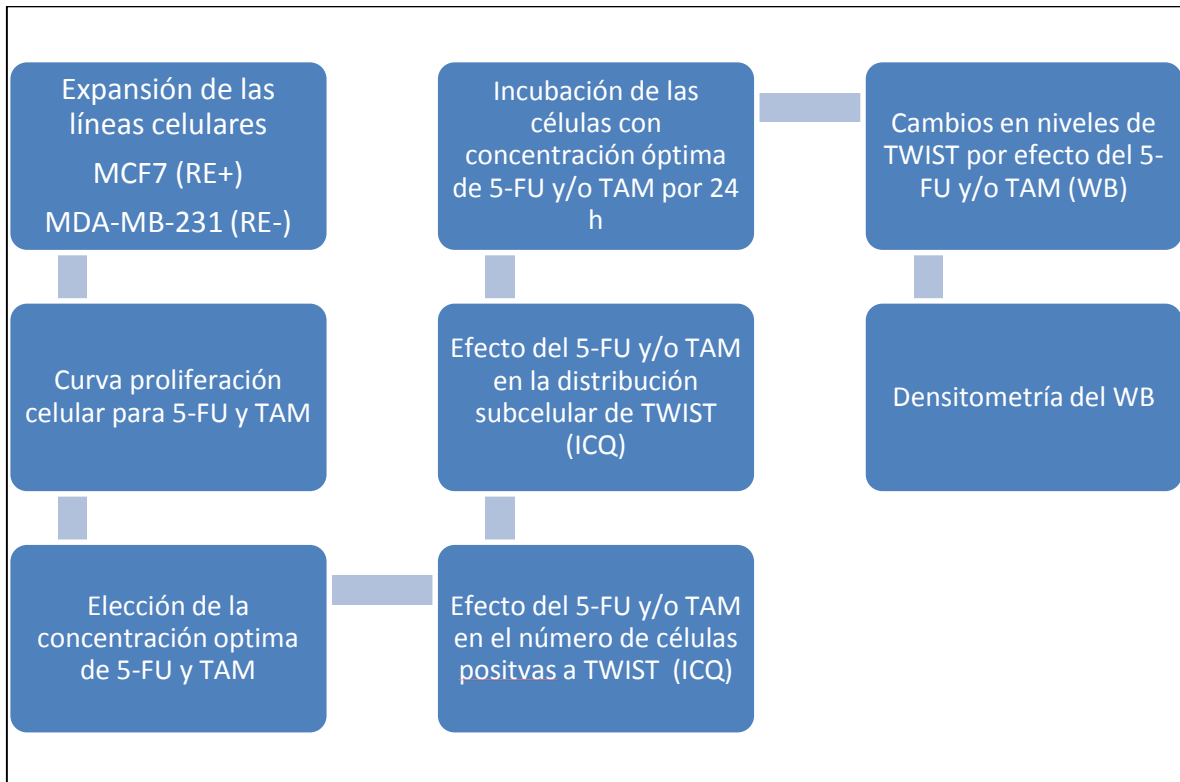 Expansión de las
líneas celulares
MCF7 (RE+)
MDA-MB-231 (RE-)
Curva proliferación
celular para 5-FU y TAM
Elección de la
concentración optima
de 5-FU y TAM
Efecto del 5-FU y/o TAM
en el número de células
positvas a TWIST (ICQ)
Efecto del 5-FU y/o TAM
en la distribución
subcelular de TWIST
(ICQ)
Incubación de las
células con
concentración óptima
de 5-FU y/o TAM por 24
h
Cambios en niveles de
TWIST por efecto del 5-
FU y/o TAM (WB)
Densitometría del WB